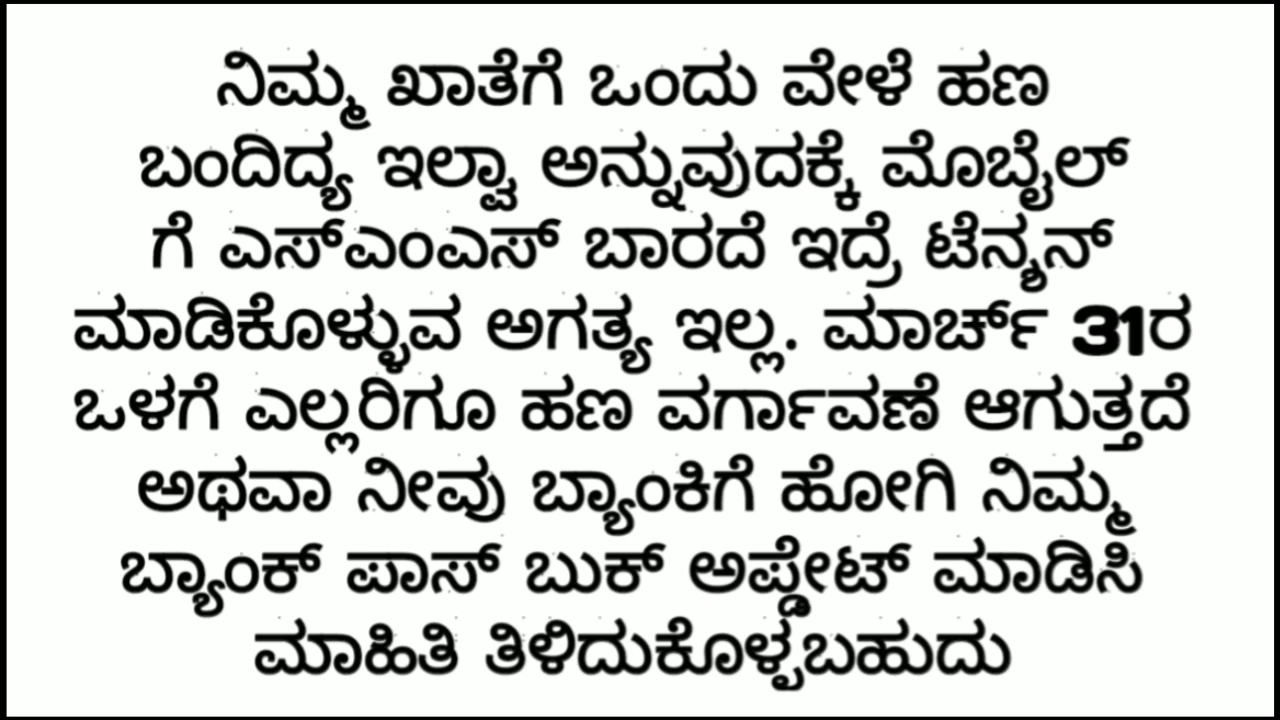 ನಿಮ್ಮ ಖಾತೆಗೆ ಒಂದು ವೇಳೆ ಹಣ
ಬಂದಿದ್ಯ ಇಲ್ವಾ ಅನ್ನುವುದಕ್ಕೆ ಮೊಬೈಲ್
ಗೆ ಎಸ್ಎಂಎಸ್ ಬಾರದೆ ಇದ್ರೆ ಟೆನ್ಶನ್
ಮಾಡಿಕೊಳ್ಳುವ ಅಗತ್ಯ ಇಲ್ಲ. ಮಾರ್ಚ್ 31ರ
ಒಳಗೆ ಎಲ್ಲರಿಗೂ ಹಣ ವರ್ಗಾವಣೆ ಆಗುತ್ತದೆ
ಅಥವಾ ನೀವು ಬ್ಯಾಂಕಿಗೆ ಹೋಗಿ ನಿಮ್ಮ
ಬ್ಯಾಂಕ್ ಪಾಸ್ ಬುಕ್ ಅಪ್ಡೇಟ್ ಮಾಡಿಸಿ
ಮಾಹಿತಿ ತಿಳಿದುಕೊಳ್ಳಬಹುದು